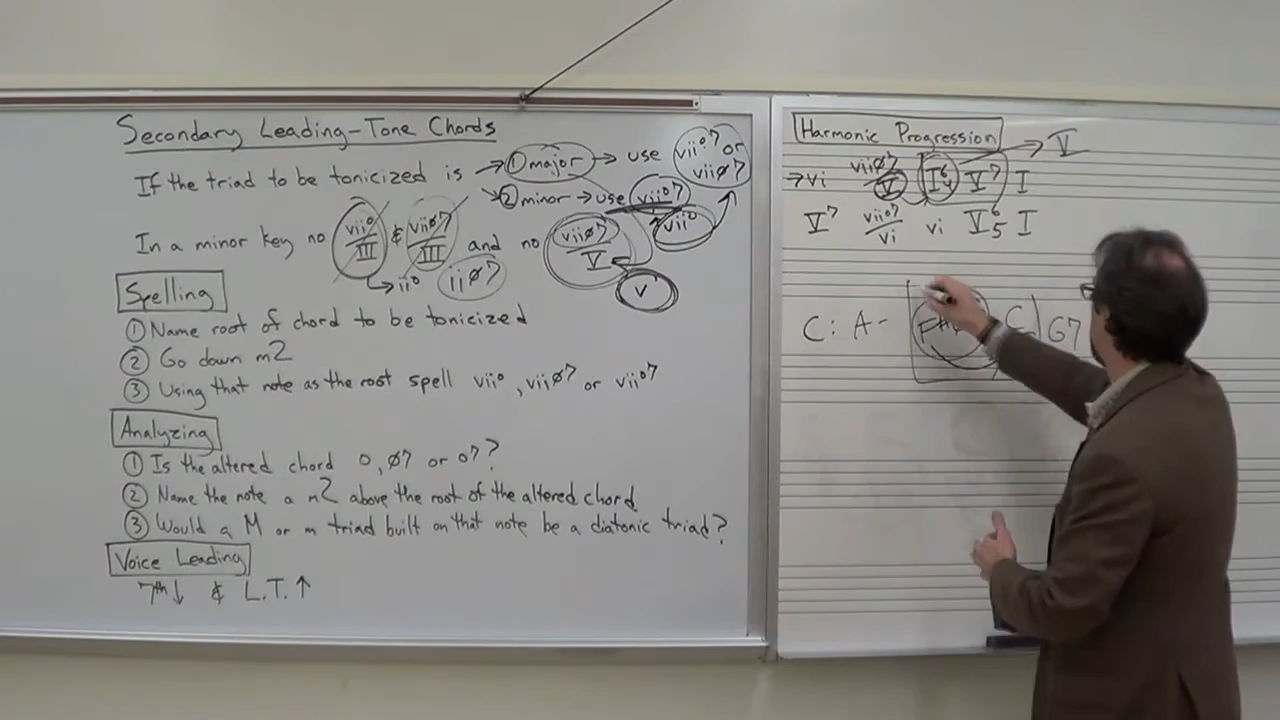 Secondary Leading-Tone Chords
If the triad to be tonicized is → ① major → use vii°7 or viiø7
② minor → use vii°7
vii°
In a minor key no vii°/III & viiø7/III and no viiø7/V
→ ii° iiø7
v
Spelling
① Name root of chord to be tonicized
② Go down m2
③ Using that note as the root spell vii°, viiø7 or vii°7
Analyzing
① Is the altered chord o, ø7 or o7?
② Name the note a m2 above the root of the altered chord
③ Would a M or m triad built on that note be a diatonic triad?
Voice Leading
7th↓ & L.T.↑
Harmonic Progression
→ V
→ vi viiø7/V I64 V7 I
V7 vii°7/vi vi V65 I
C: A- C G7